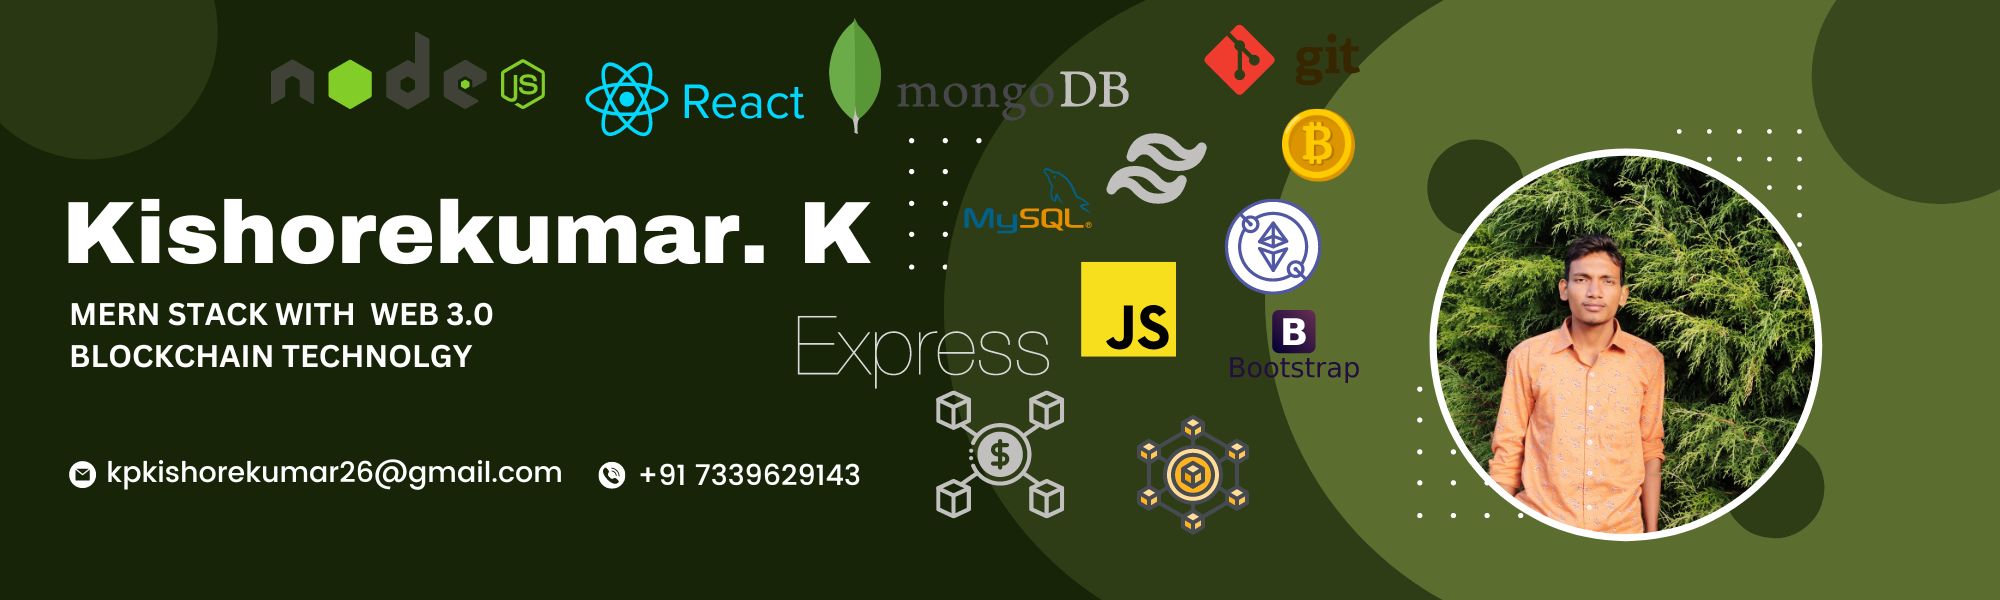 node JS
React
mongoDB
git
MySQL®
Kishorekumar. K
MERN STACK WITH  WEB 3.0
BLOCKCHAIN TECHNOLGY
Express
JS
B
Bootstrap
$
kpkishorekumar26@gmail.com
+91 7339629143